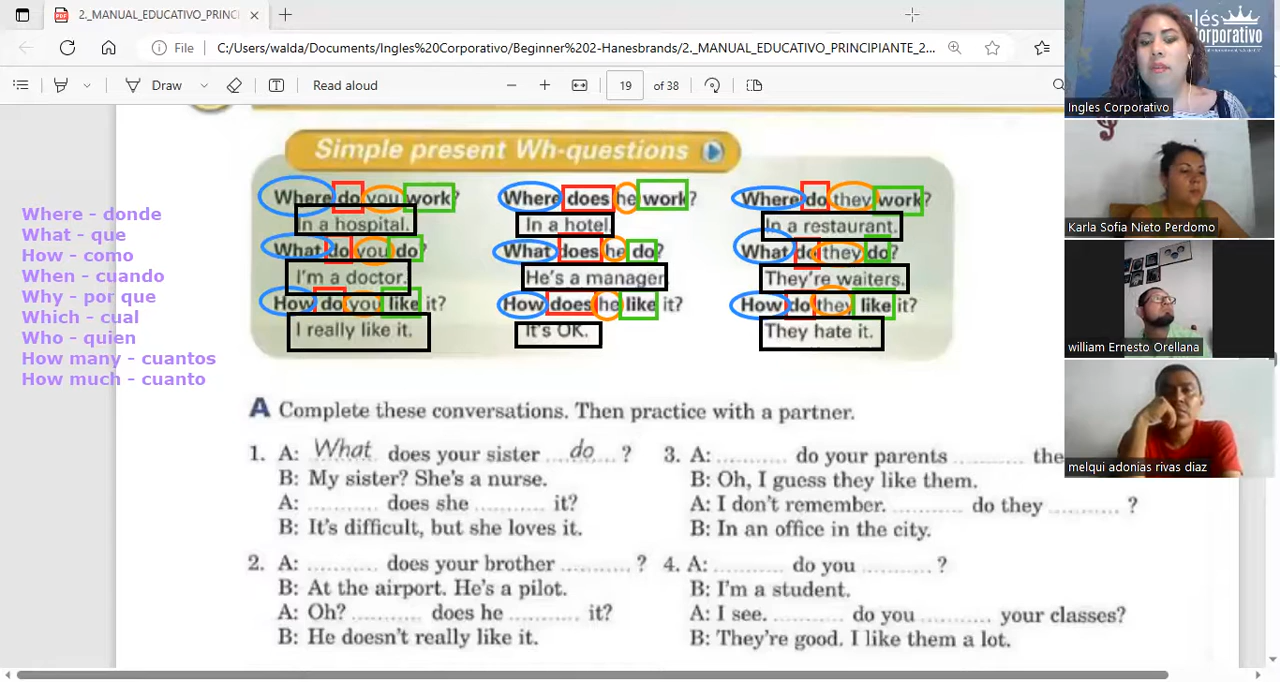 2._MANUAL_EDUCATIVO_PRINCI
File
C:/Users/walda/Documents/Ingles%20Corporativo/Beginner%202-Hanesbrands/2._MANUAL_EDUCATIVO_PRINCIPIANTE_2...
Draw
Read aloud
19 of 38
Simple present Wh-questions
Where do you work?
In a hospital.
What do you do?
I'm a doctor.
How do you like it?
I really like it.
Where does he work?
In a hotel.
What does he do?
He's a manager.
How does he like it?
It's OK.
Where do they work?
In a restaurant.
What do they do?
They're waiters.
How do they like it?
They hate it.
Where - donde
What - que
How - como
When - cuando
Why - por que
Which - cual
Who - quien
How many - cuantos
How much - cuanto
A Complete these conversations. Then practice with a partner.
1. A: What does your sister do ?
B: My sister? She's a nurse.
A: .......... does she .......... it?
B: It's difficult, but she loves it.
2. A: .......... does your brother .......... ?
B: At the airport. He's a pilot.
A: Oh? .......... does he .......... it?
B: He doesn't really like it.
3. A: .......... do your parents .......... the
B: Oh, I guess they like them.
A: I don't remember. .......... do they .......... ?
B: In an office in the city.
4. A: .......... do you .......... ?
B: I'm a student.
A: I see. .......... do you .......... your classes?
B: They're good. I like them a lot.
glés
Corporativo
Ingles Corporativo
Karla Sofia Nieto Perdomo
william Ernesto Orellana
melqui adonias rivas diaz